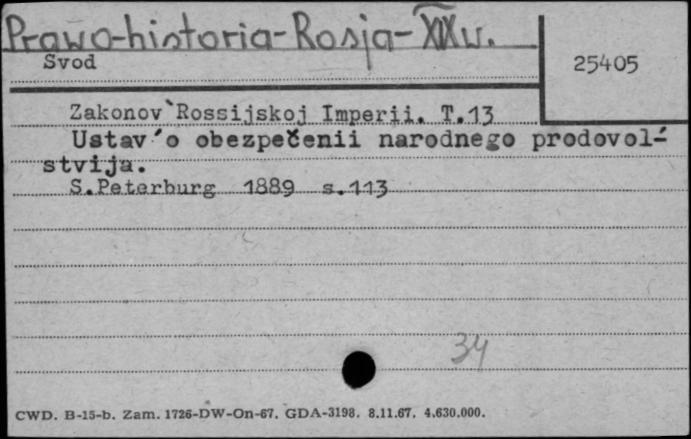 Prawo-historia-Rosja-XIXw.
Svod
25405
Zakonov`Rossijskoj Imperii. T.13
Ustav´o obezpečenii narodnego prodovol´-
stvija.
S.Peterburg 1889 s.113
34
CWD. B-15-b. Zam. 1726-DW-On-67. GDA-3198. 8.11.67. 4.630.000.